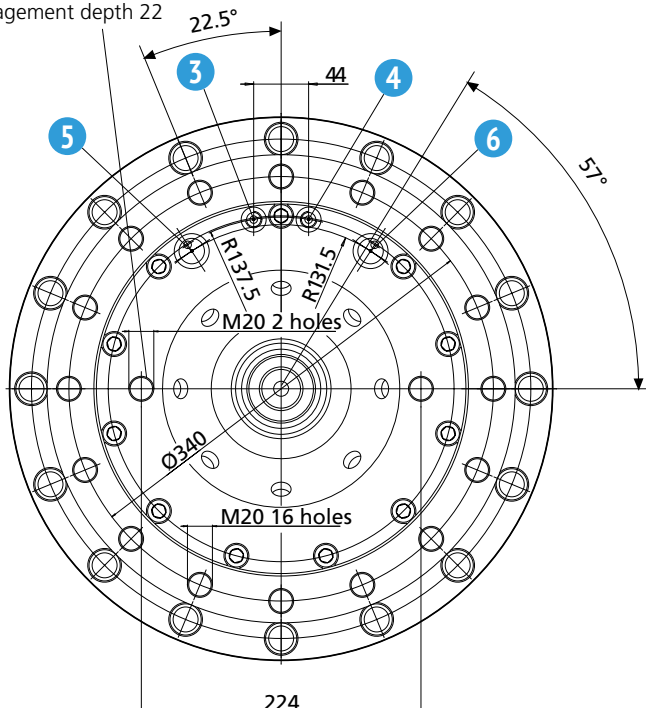 agement depth 22
22.5°
3
44
4
5
6
57°
R137.5
R131.5
M20 2 holes
Ø340
M20 16 holes
224